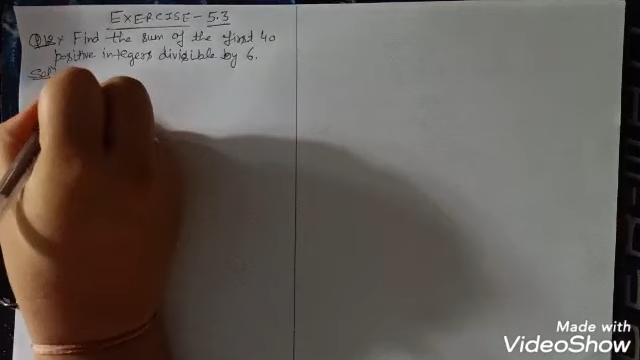 EXERCISE-5.3
Q12 Find the sum of the first 40
positive integers divisible by 6.
Sol
Made with
VideoShow